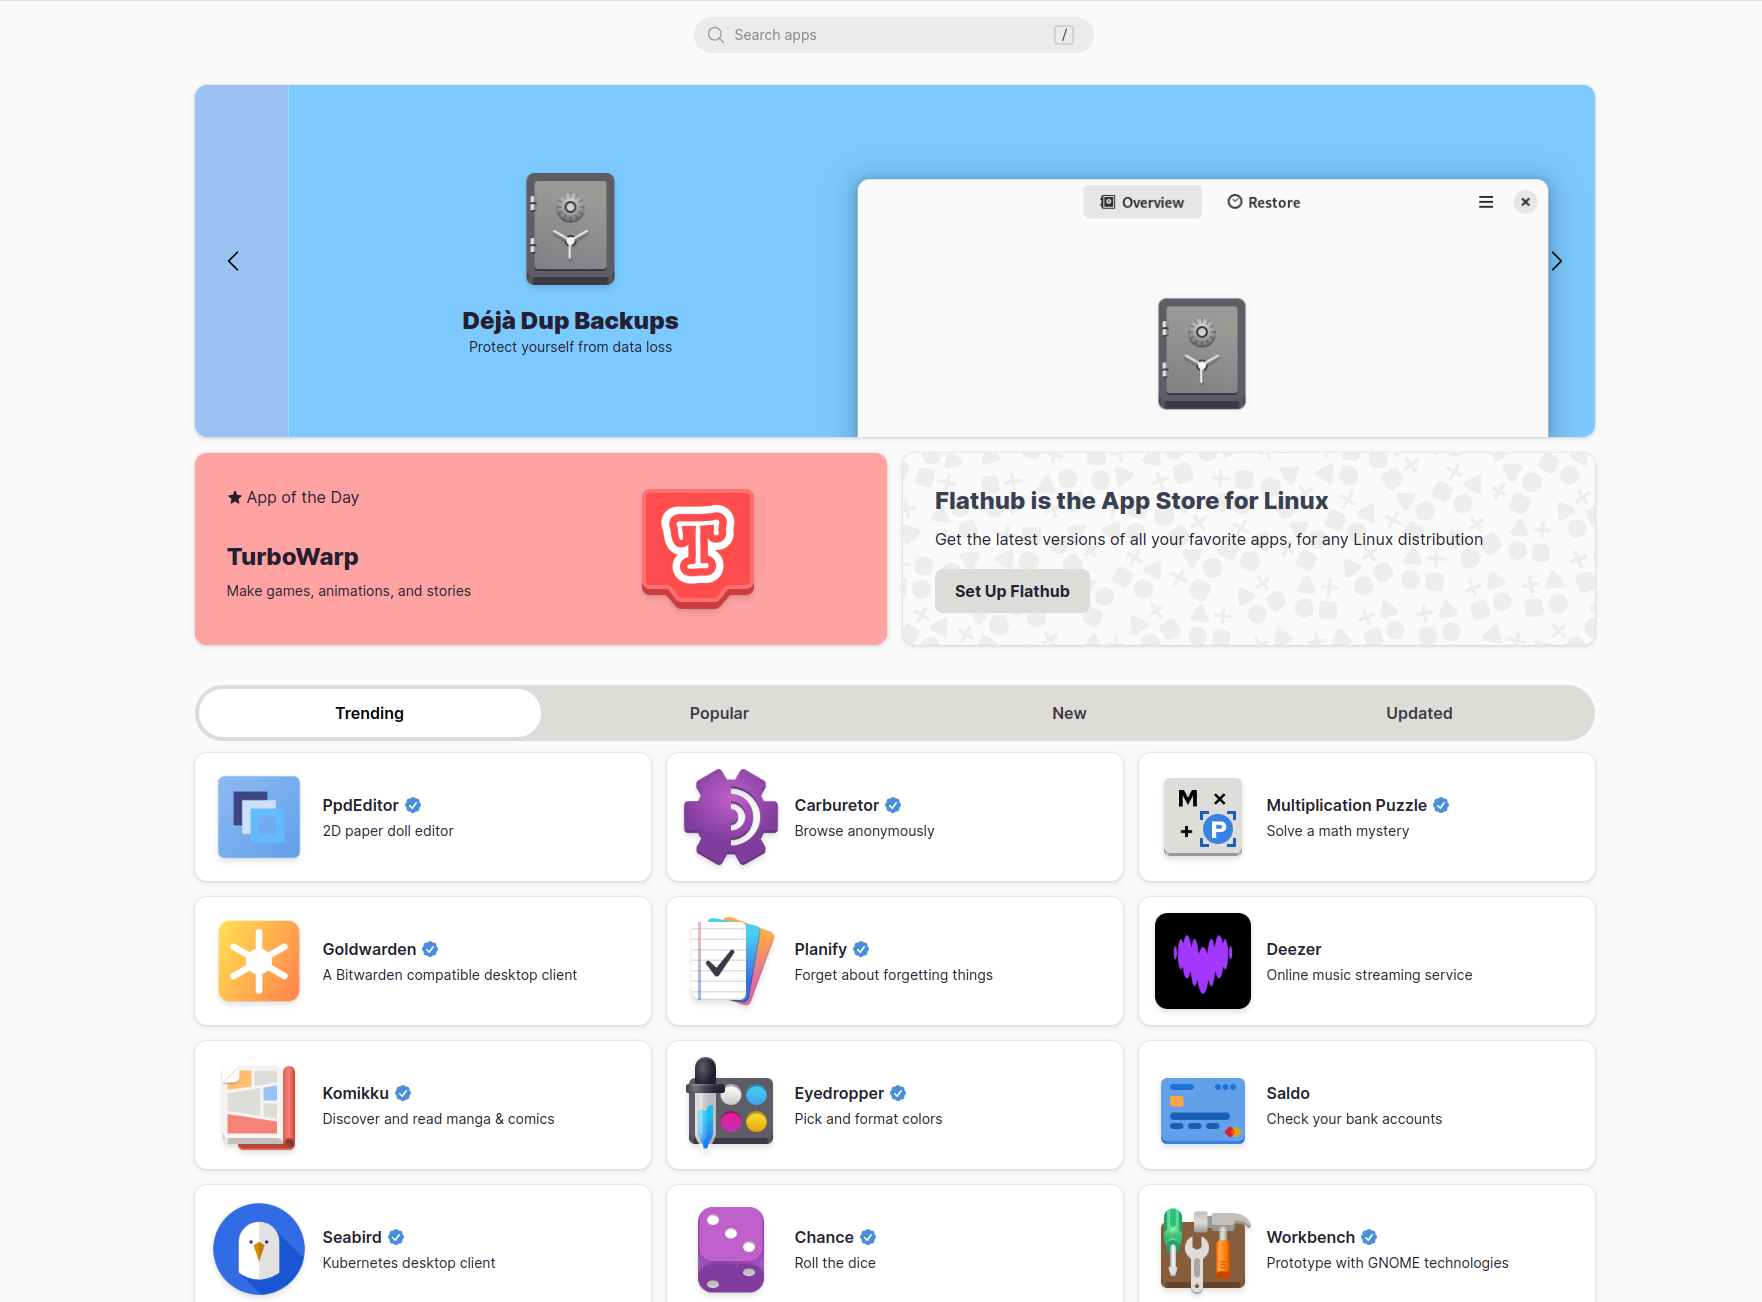 Search apps /
Overview
Restore
Déjà Dup Backups
Protect yourself from data loss
App of the Day
TurboWarp
Make games, animations, and stories
T
Flathub is the App Store for Linux
Get the latest versions of all your favorite apps, for any Linux distribution
Set Up Flathub
Trending
Popular
New
Updated
PpdEditor
2D paper doll editor
Carburetor
Browse anonymously
M ×
+ P
Multiplication Puzzle
Solve a math mystery
Goldwarden
A Bitwarden compatible desktop client
Planify
Forget about forgetting things
Deezer
Online music streaming service
Komikku
Discover and read manga & comics
Eyedropper
Pick and format colors
Saldo
Check your bank accounts
Seabird
Kubernetes desktop client
Chance
Roll the dice
Workbench
Prototype with GNOME technologies